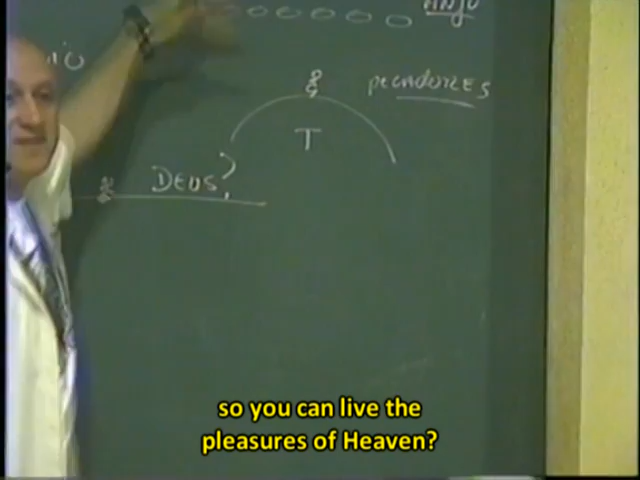 ANJO
PECADORES
T
DEUS?
so you can live the
pleasures of Heaven?